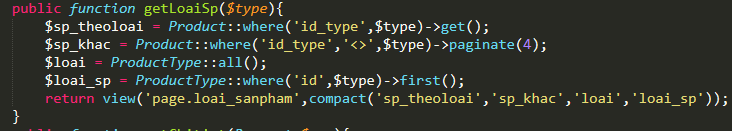 public function getLoaiSp($type){
$sp_theoloai = Product::where('id_type',$type)->get();
$sp_khac = Product::where('id_type','<>',$type)->paginate(4);
$loai = ProductType::all();
$loai_sp = ProductType::where('id',$type)->first();
return view('page.loai_sanpham',compact('sp_theoloai','sp_khac','loai','loai_sp'));
}